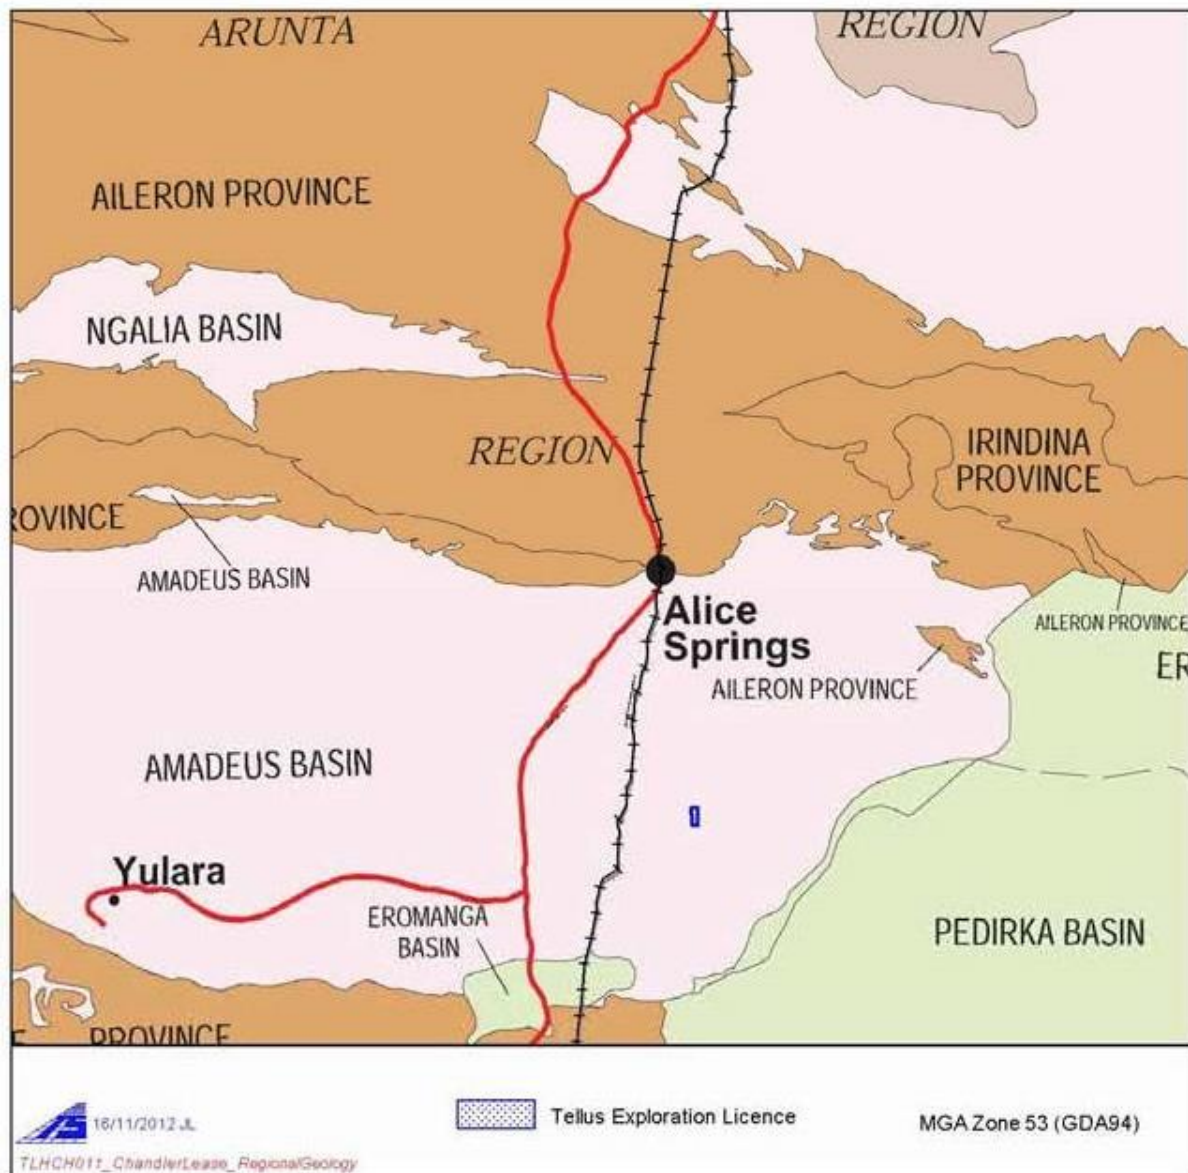 ARUNTA
REGION
AILERON PROVINCE
NGALIA BASIN
REGION
IRINDINA
PROVINCE
ROVINCE
AMADEUS BASIN
Alice
Springs
AILERON PROVINCE
ER
AILERON PROVINCE
AMADEUS BASIN
1
Yulara
EROMANGA
BASIN
PEDIRKA BASIN
E PROVINCE
16/11/2012 JL
Tellus Exploration Licence
MGA Zone 53 (GDA94)
TLHCH011_ChandlerLease_RegionalGeology